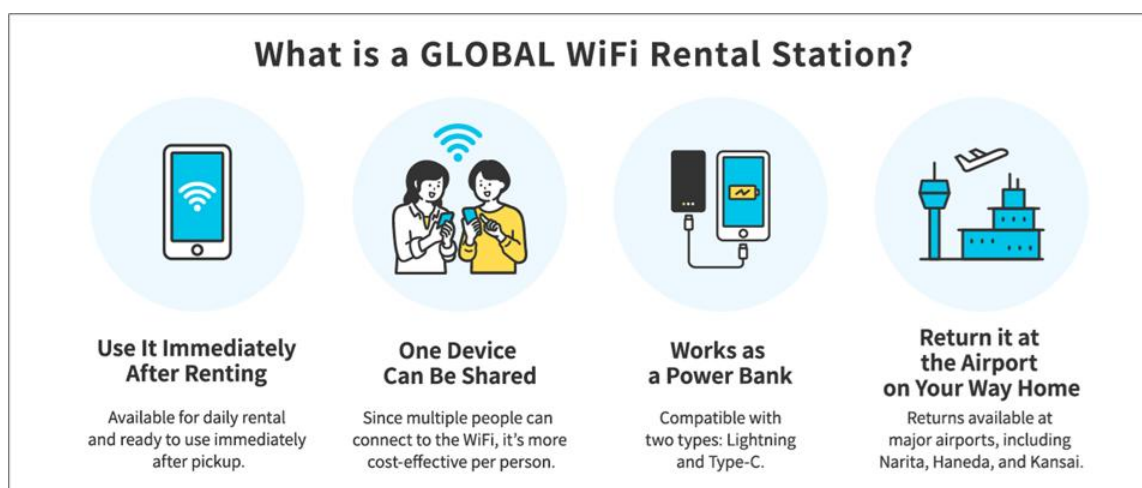 What is a GLOBAL WiFi Rental Station?
Use It Immediately
After Renting
Available for daily rental
and ready to use immediately
after pickup.
One Device
Can Be Shared
Since multiple people can
connect to the WiFi, it's more
cost-effective per person.
Works as
a Power Bank
Compatible with
two types: Lightning
and Type-C.
Return it at
the Airport
on Your Way Home
Returns available at
major airports, including
Narita, Haneda, and Kansai.